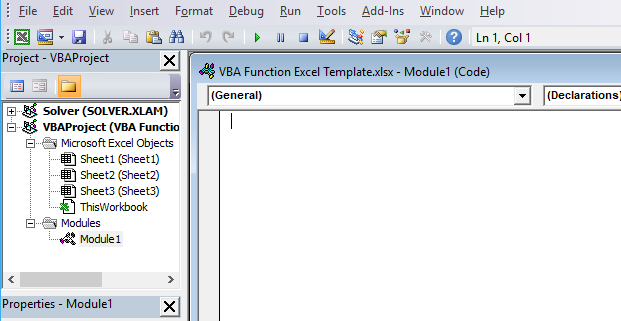 File Edit View Insert Format Debug Run Tools Add-Ins Window Help
Ln 1, Col 1
Project - VBAProject
VBA Function Excel Template.xlsx - Module1 (Code)
(General)
(Declarations)
Solver (SOLVER.XLAM)
VBAProject (VBA Functio
Microsoft Excel Objects
Sheet1 (Sheet1)
Sheet2 (Sheet2)
Sheet3 (Sheet3)
ThisWorkbook
Modules
Module1
Properties - Module1